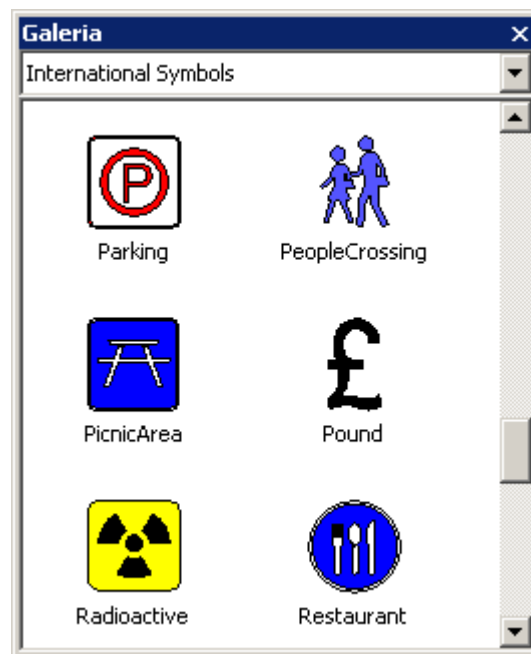 Galeria
International Symbols
P
Parking
PeopleCrossing
PicnicArea
£
Pound
Radioactive
Restaurant